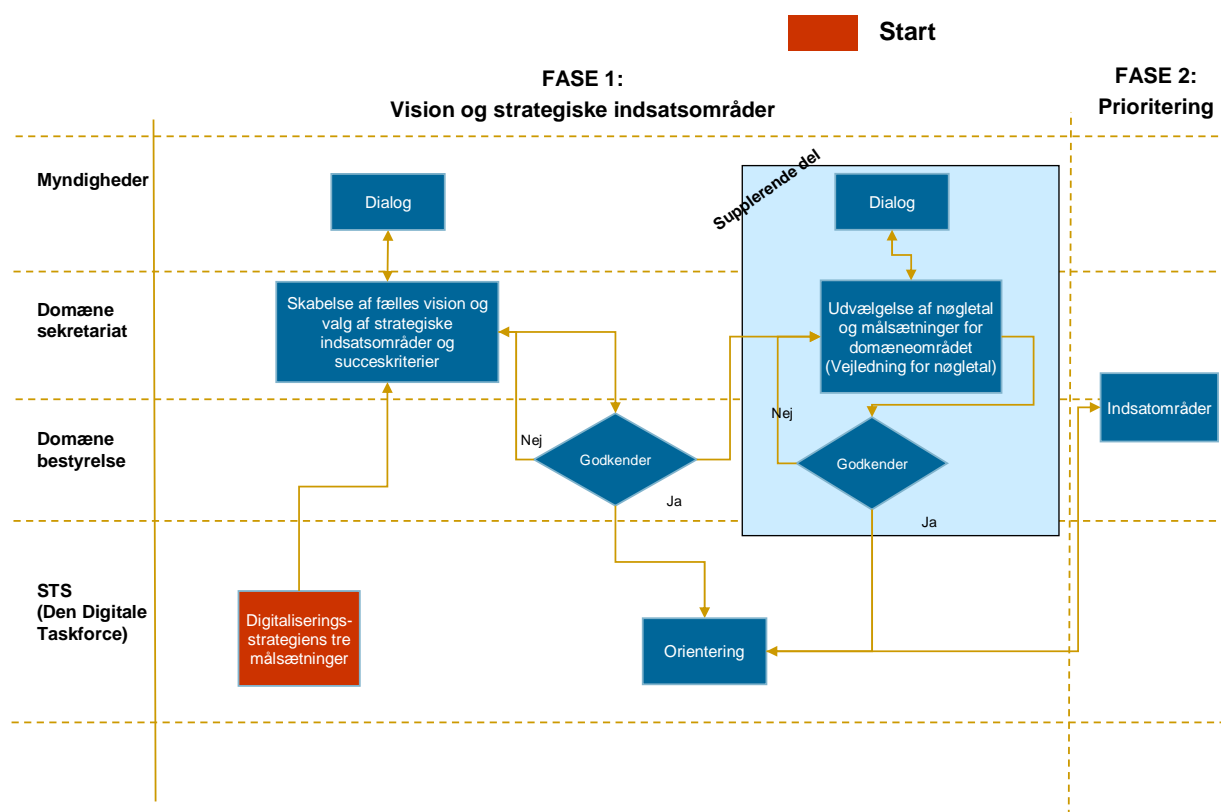 Start
FASE 1:
Vision og strategiske indsatsområder
FASE 2:
Prioritering
Myndigheder
Dialog
Supplerende del
Dialog
Domæne
sekretariat
Skabelse af fælles vision og
valg af strategiske
indsatsområder og
succeskriterier
Udvælgelse af nøgletal
og målsætninger for
domæneområdet
(Vejledning for nøgletal)
Indsatområder
Domæne
bestyrelse
Nej
Godkender
Ja
Nej
Godkender
Ja
STS
(Den Digitale
Taskforce)
Digitaliserings-
strategiens tre
målsætninger
Orientering